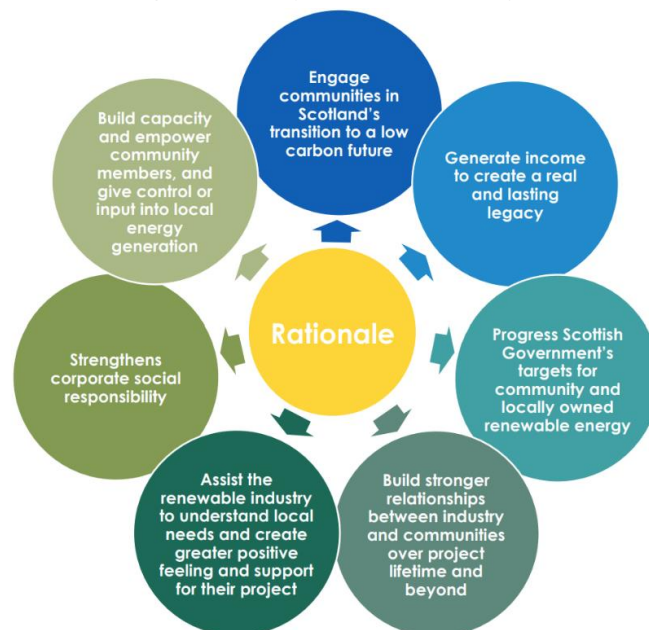 Engage
communities in
Scotland's
transition to a low
carbon future
Generate income
to create a real
and lasting
legacy
Progress Scottish
Government's
targets for
community and
locally owned
renewable energy
Build stronger
relationships
between industry
and communities
over project
lifetime and
beyond
Assist the
renewable industry
to understand local
needs and create
greater positive
feeling and support
for their project
Strengthens
corporate social
responsibility
Build capacity
and empower
community
members, and
give control or
input into local
energy
generation
Rationale